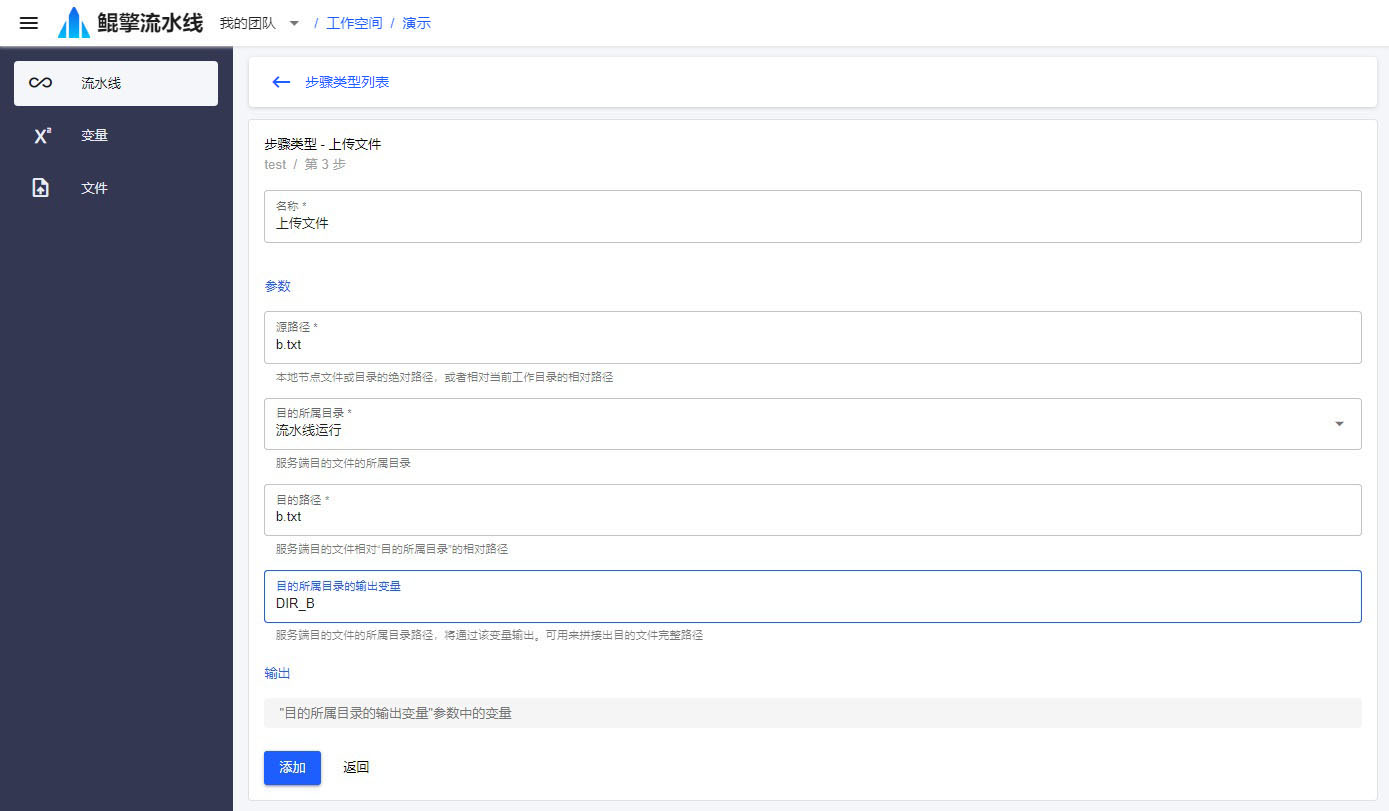 鲲擎流水线 我的团队 / 工作空间 / 演示
流水线
X² 变量
文件
步骤类型列表
步骤类型 - 上传文件
test / 第 3 步
名称 *
上传文件
参数
源路径 *
b.txt
本地节点文件或目录的绝对路径，或者相对当前工作目录的相对路径
目的所属目录 *
流水线运行
服务端目的文件的所属目录
目的路径 *
b.txt
服务端目的文件相对“目的所属目录”的相对路径
目的所属目录的输出变量
DIR_B
服务端目的文件的所属目录路径，将通过该变量输出。可用来拼接出目的文件完整路径
输出
"目的所属目录的输出变量"参数中的变量
添加 返回